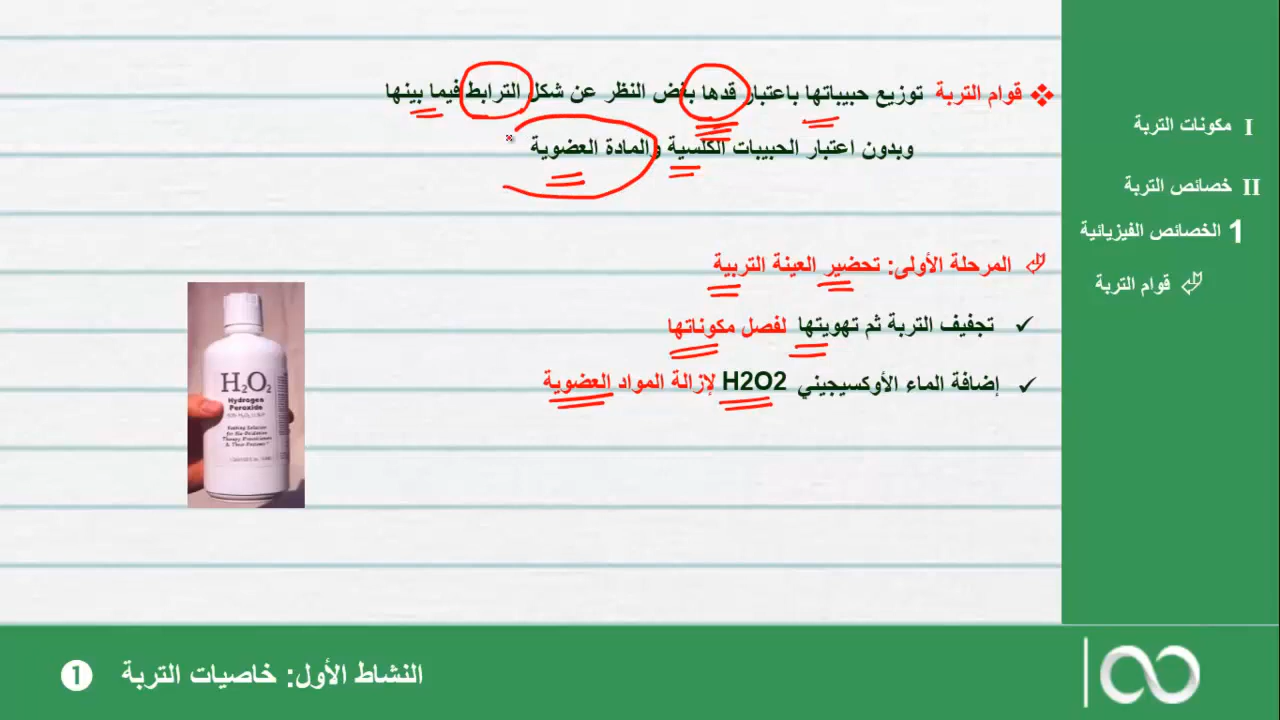 قوام التربة توزيع حبيباتها باعتبار قدها بغض النظر عن شكل الترابط فيما بينها
وبدون اعتبار الحبيبات الكلسية والمادة العضوية
المرحلة الأولى: تحضير العينة التربية
تجفيف التربة ثم تهويتها لفصل مكوناتها
إضافة الماء الأوكسيجيني H2O2 لإزالة المواد العضوية
H₂O₂
Hydrogen
Peroxide
I مكونات التربة
II خصائص التربة
1 الخصائص الفيزيائية
قوام التربة
النشاط الأول: خاصيات التربة 1